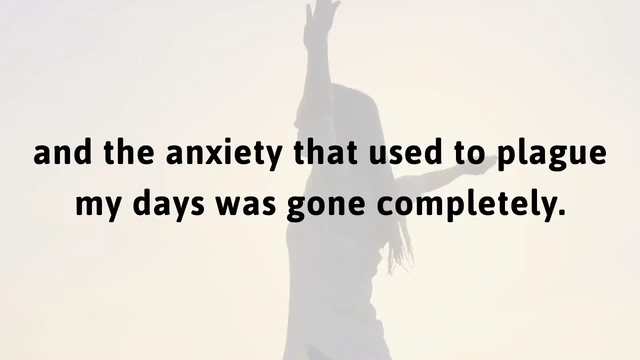 and the anxiety that used to plague
my days was gone completely.